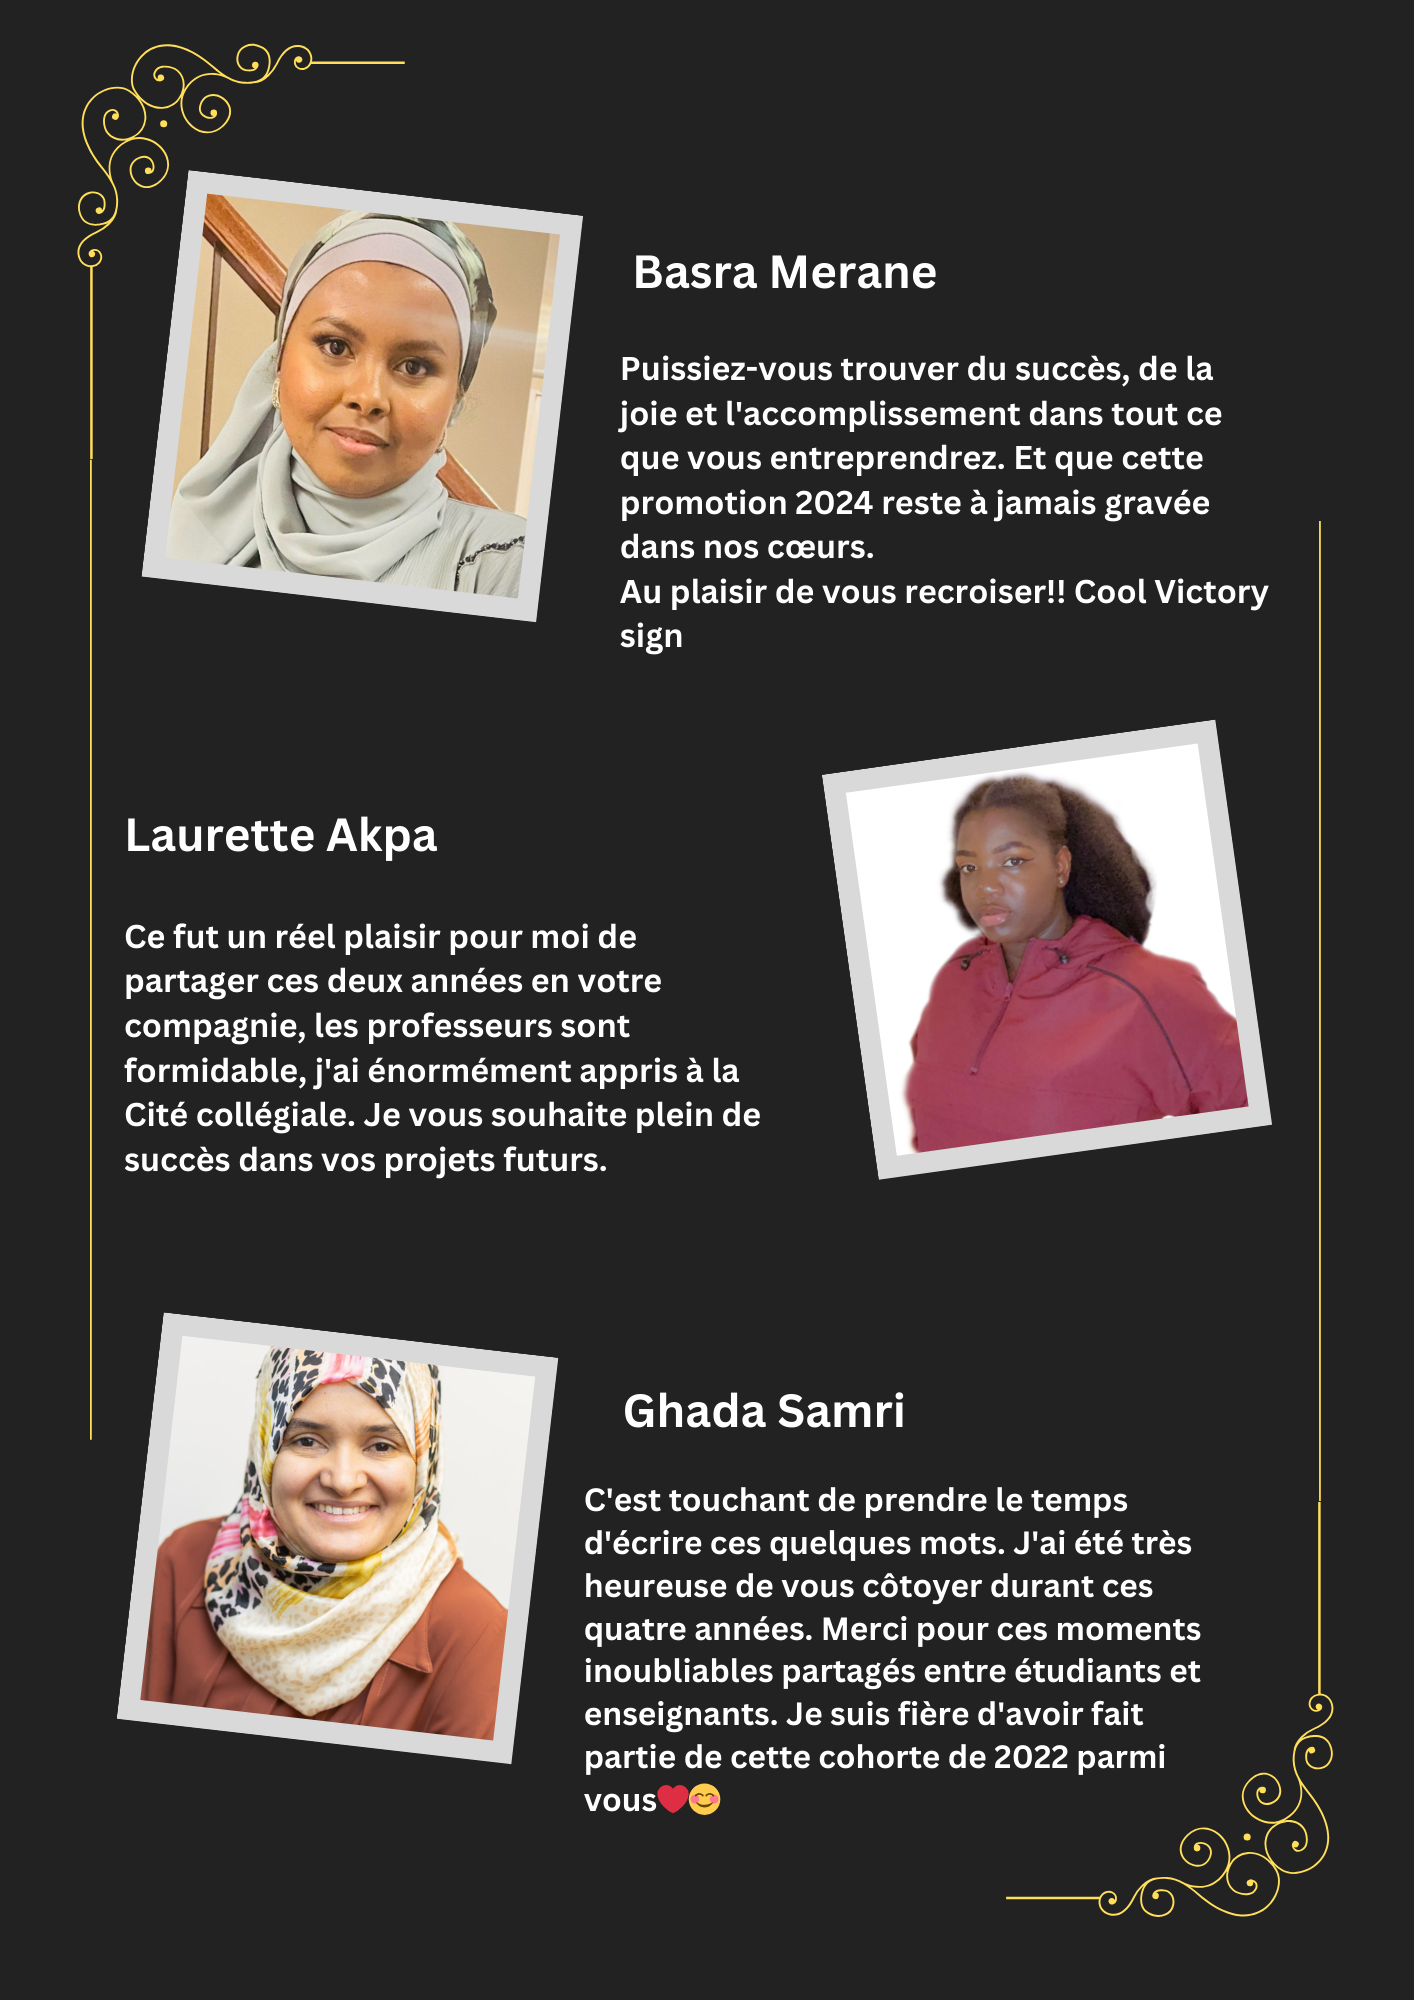 Basra Merane
Puissiez-vous trouver du succès, de la
joie et l'accomplissement dans tout ce
que vous entreprendrez. Et que cette
promotion 2024 reste à jamais gravée
dans nos cœurs.
Au plaisir de vous recroiser!! Cool Victory
sign
Laurette Akpa
Ce fut un réel plaisir pour moi de
partager ces deux années en votre
compagnie, les professeurs sont
formidable, j'ai énormément appris à la
Cité collégiale. Je vous souhaite plein de
succès dans vos projets futurs.
Ghada Samri
C'est touchant de prendre le temps
d'écrire ces quelques mots. J'ai été très
heureuse de vous côtoyer durant ces
quatre années. Merci pour ces moments
inoubliables partagés entre étudiants et
enseignants. Je suis fière d'avoir fait
partie de cette cohorte de 2022 parmi
vous❤️😊